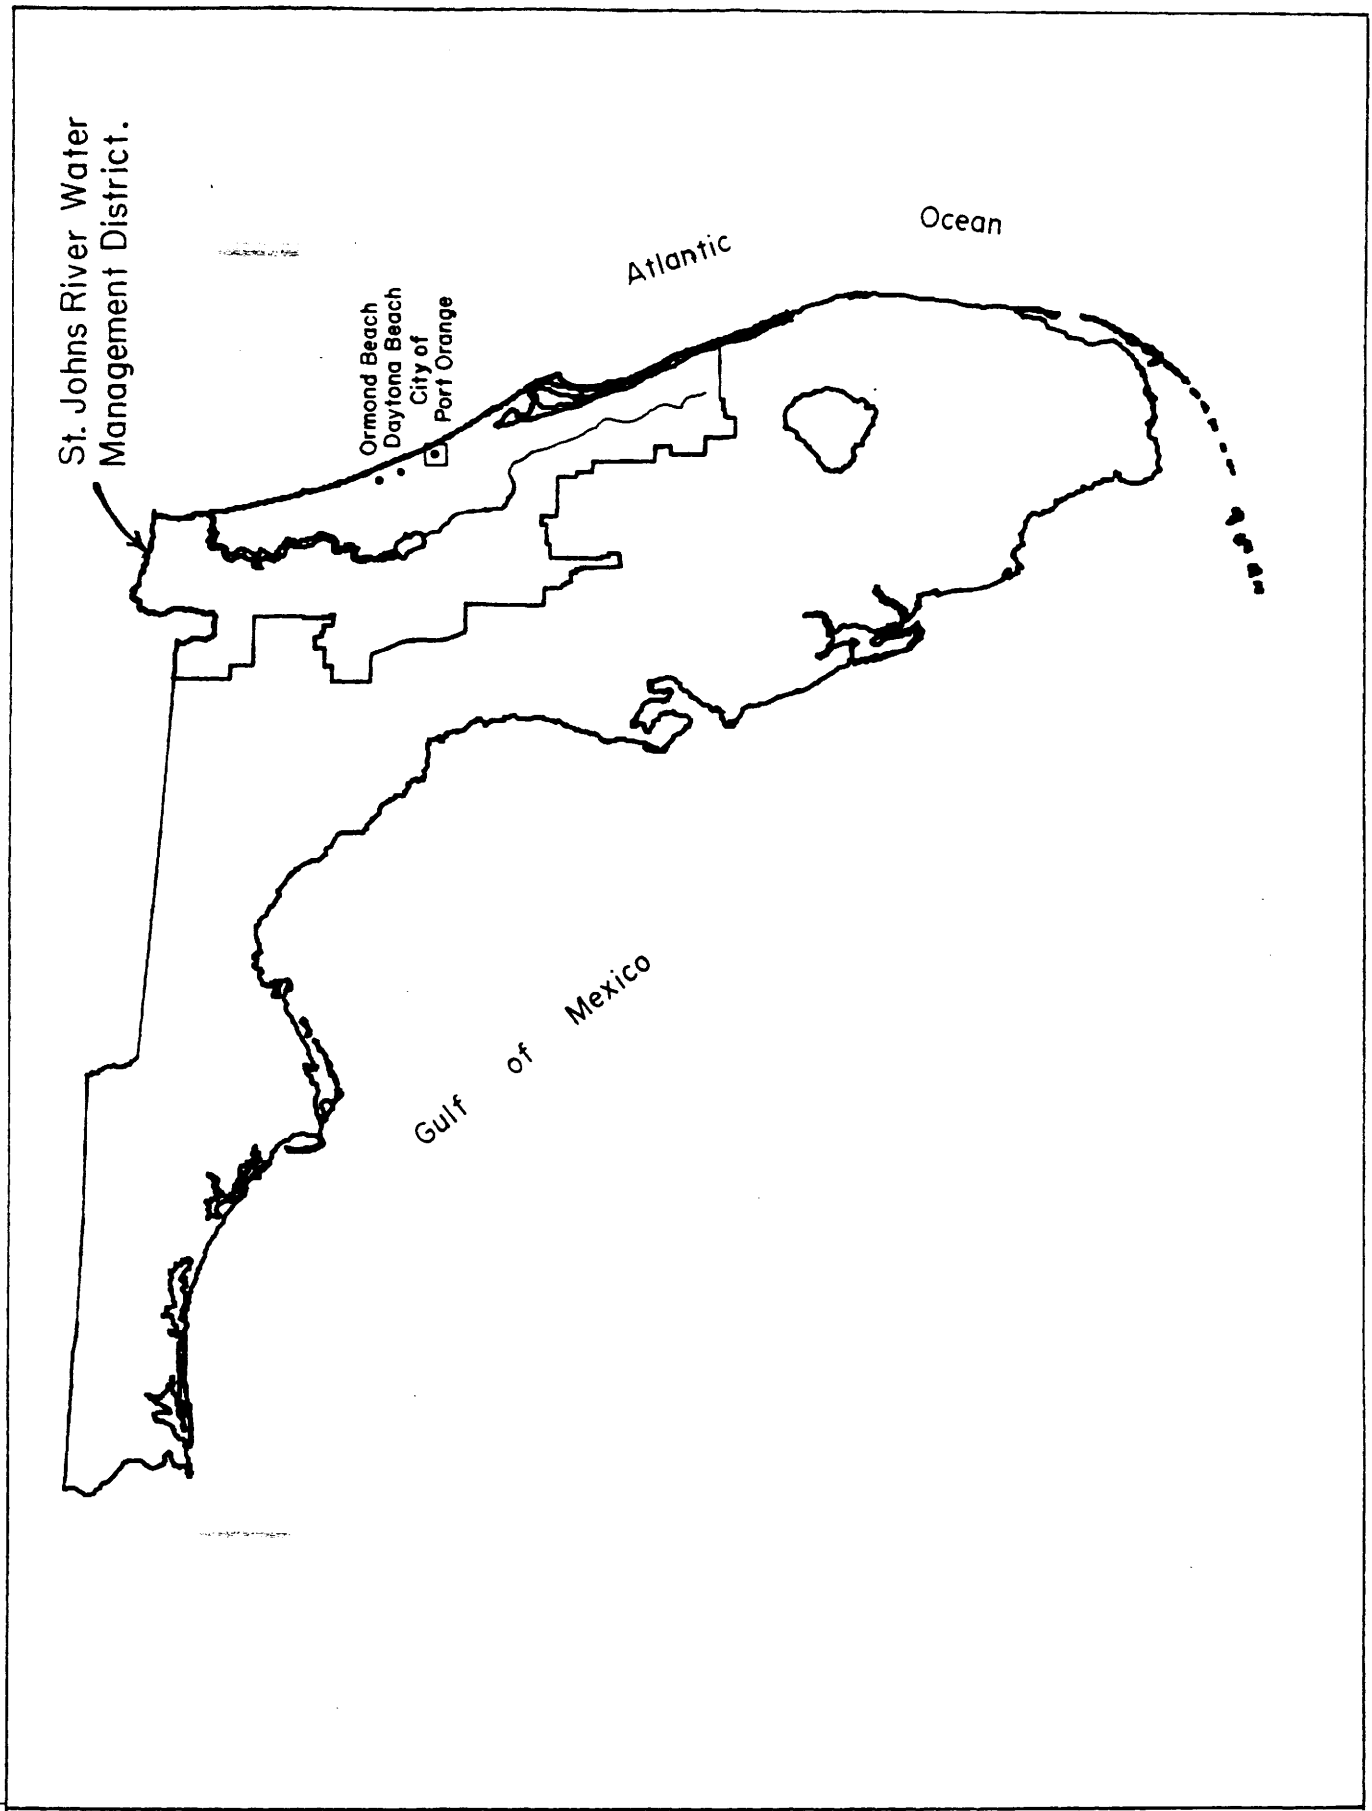 St. Johns River Water
Management District.
Ormond Beach
Daytona Beach
City of
Port Orange
Atlantic
Ocean
Gulf
of
Mexico